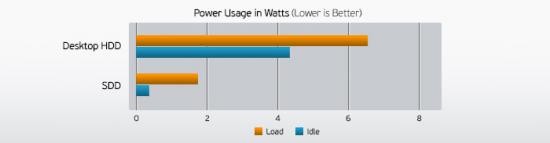 Power Usage in Watts (Lower is Better)
Desktop HDD
SDD
0 2 4 6 8
Load Idle